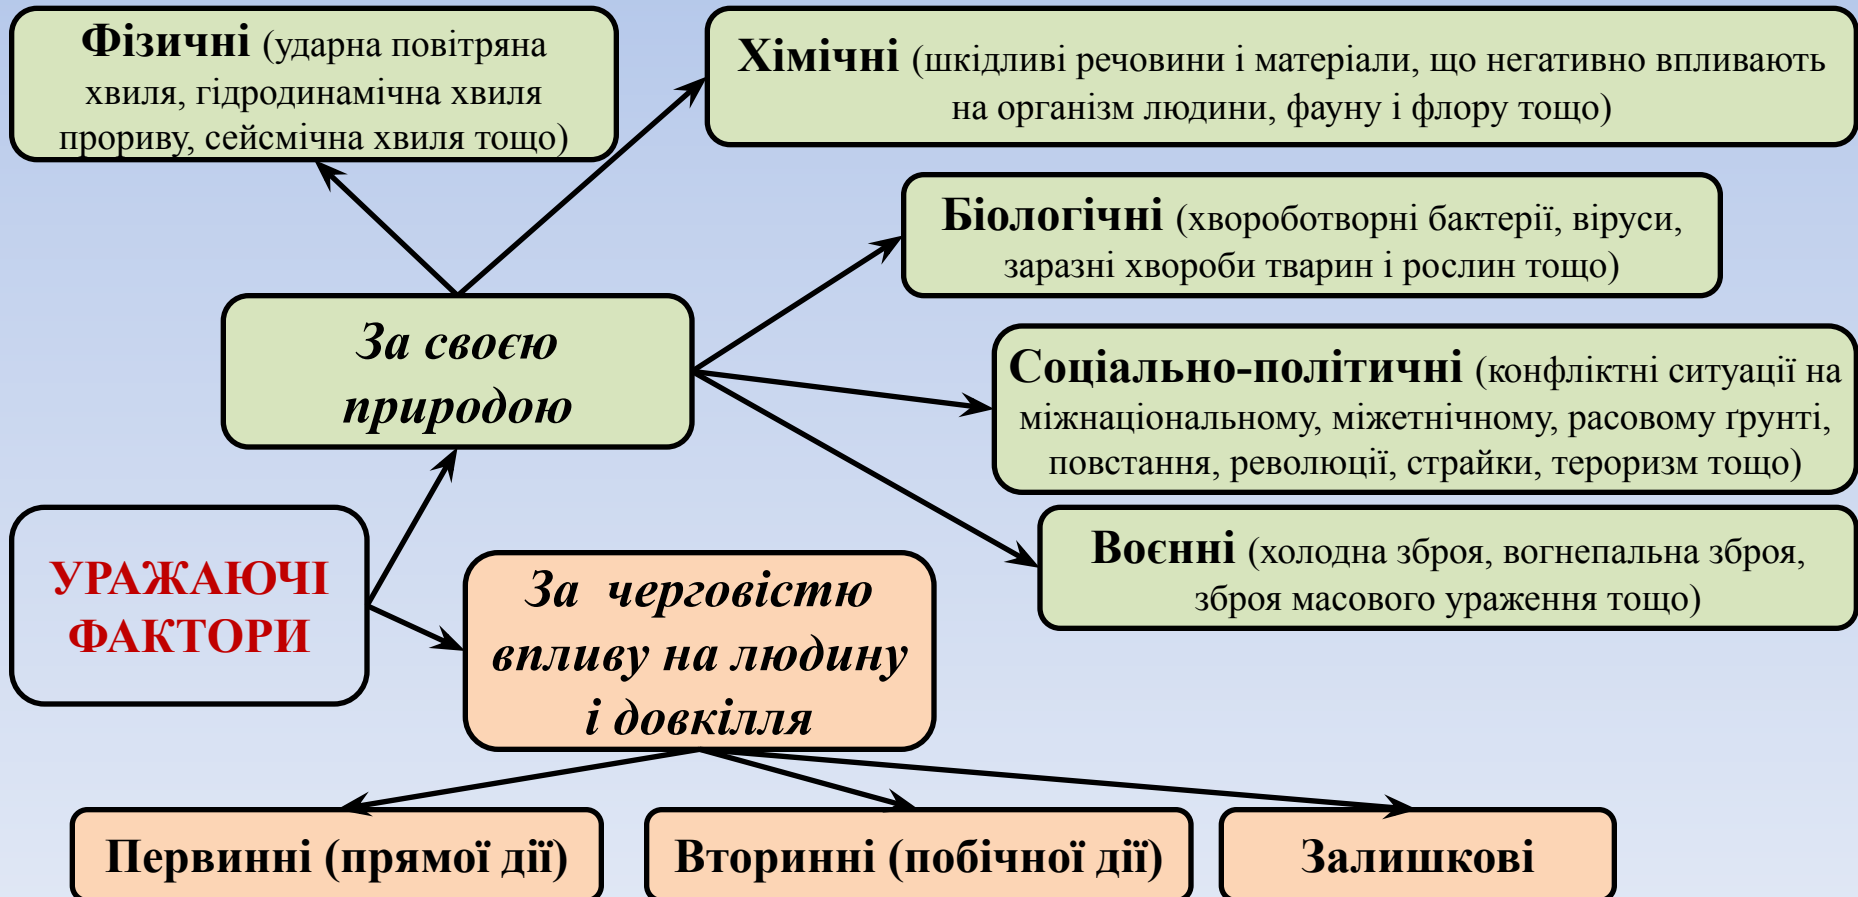 Фізичні (ударна повітряна
хвиля, гідродинамічна хвиля
прориву, сейсмічна хвиля тощо)
Хімічні (шкідливі речовини і матеріали, що негативно впливають
на організм людини, фауну і флору тощо)
Біологічні (хвороботворні бактерії, віруси,
заразні хвороби тварин і рослин тощо)
За своєю
природою
Соціально-політичні (конфліктні ситуації на
міжнаціональному, міжетнічному, расовому ґрунті,
повстання, революції, страйки, тероризм тощо)
Воєнні (холодна зброя, вогнепальна зброя,
зброя масового ураження тощо)
УРАЖАЮЧІ
ФАКТОРИ
За черговістю
впливу на людину
і довкілля
Первинні (прямої дії)
Вторинні (побічної дії)
Залишкові